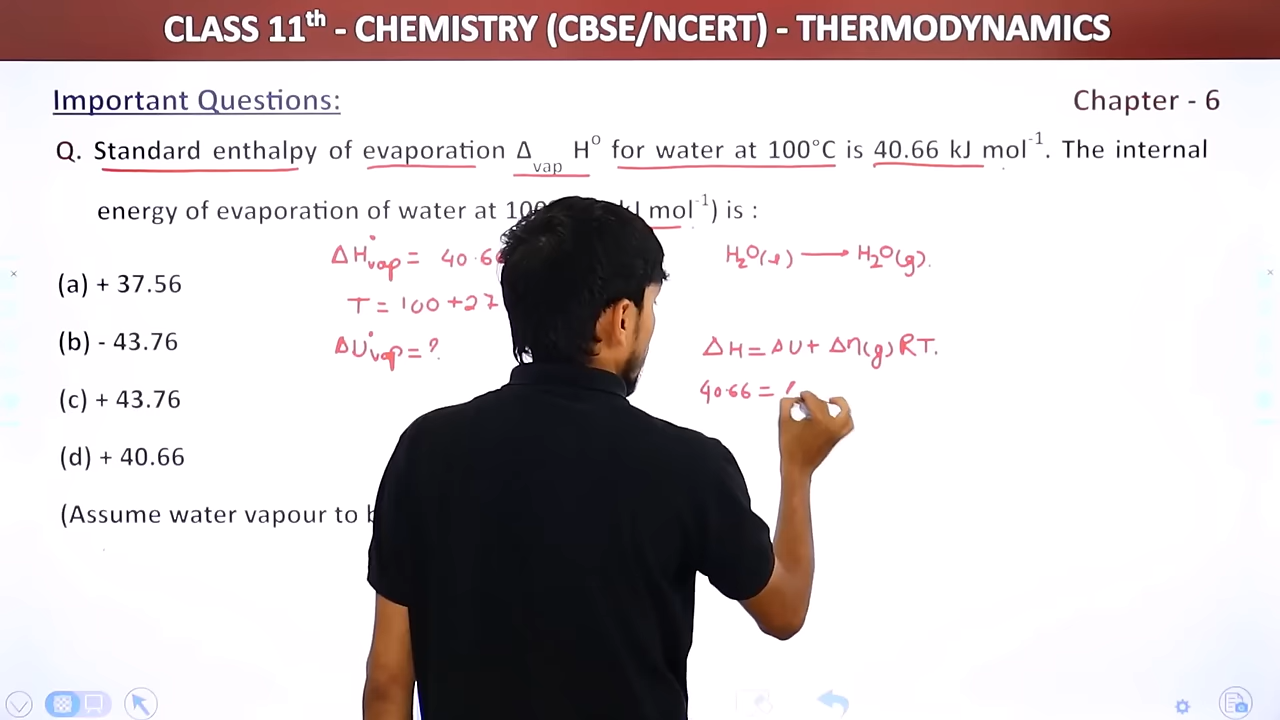 CLASS 11th - CHEMISTRY (CBSE/NCERT) - THERMODYNAMICS
Important Questions:
Chapter - 6
Q. Standard enthalpy of evaporation Δvap H° for water at 100°C is 40.66 kJ mol-1. The internal
energy of evaporation of water at mol-1) is :
(a) + 37.56
(b) - 43.76
(c) + 43.76
(d) + 40.66
(Assume water vapour to
ΔH°vap = 40.66
T = 100 + 27
ΔU°vap = ?
H2O(l) ⟶ H2O(g).
ΔH = ΔU + Δn(g) RT.
40.66 =